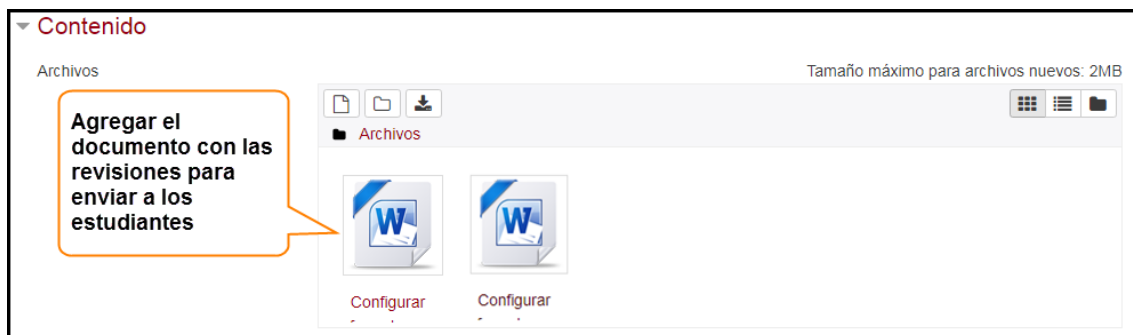 Contenido
Archivos
Tamaño máximo para archivos nuevos: 2MB
Agregar el
documento con las
revisiones para
enviar a los
estudiantes
Archivos
W
W
Configurar
Configurar